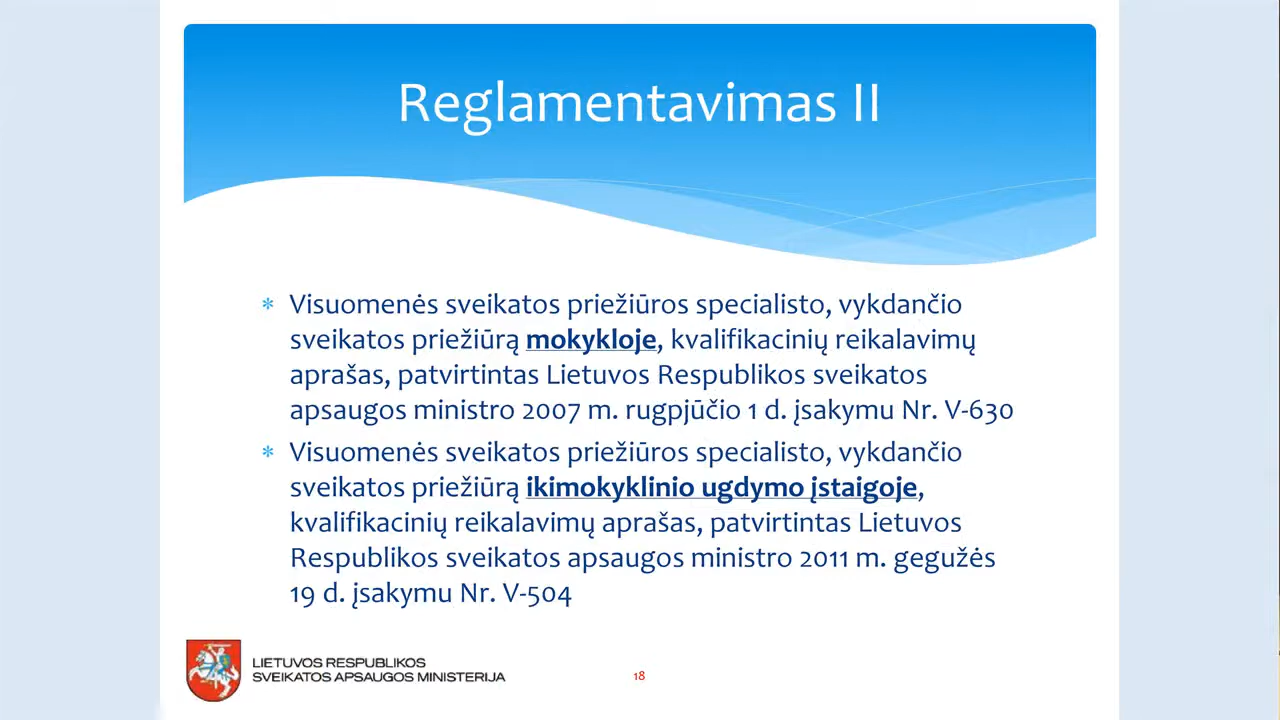 Reglamentavimas II
* Visuomenės sveikatos priežiūros specialisto, vykdančio
sveikatos priežiūrą mokykloje, kvalifikacinių reikalavimų
aprašas, patvirtintas Lietuvos Respublikos sveikatos
apsaugos ministro 2007 m. rugpjūčio 1 d. įsakymu Nr. V-630
* Visuomenės sveikatos priežiūros specialisto, vykdančio
sveikatos priežiūrą ikimokyklinio ugdymo įstaigoje,
kvalifikacinių reikalavimų aprašas, patvirtintas Lietuvos
Respublikos sveikatos apsaugos ministro 2011 m. gegužės
19 d. įsakymu Nr. V-504
LIETUVOS RESPUBLIKOS
SVEIKATOS APSAUGOS MINISTERIJA
18